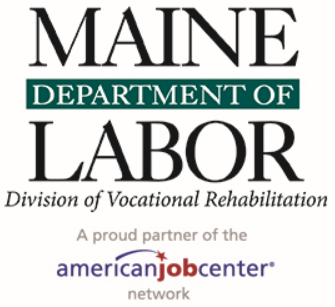 MAINE
DEPARTMENT OF
LABOR
Division of Vocational Rehabilitation
A proud partner of the
americanjobcenter®
network